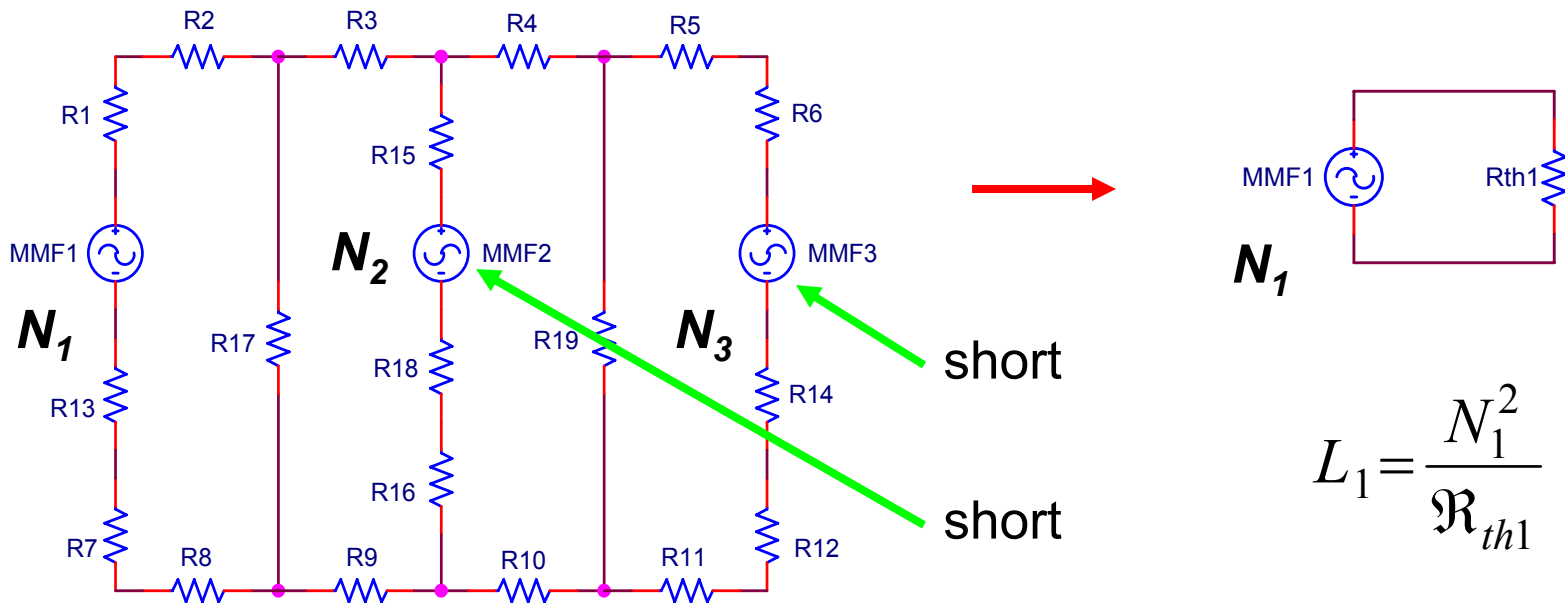 R2
R3
R4
R5
R1
R6
R15
MMF1
N2
MMF2
MMF3
N1
R17
R19
N3
R18
short
R13
R14
R16
short
R7
R12
R8
R9
R10
R11
MMF1
Rth1
N1
L1 = N1^2 / ℜth1